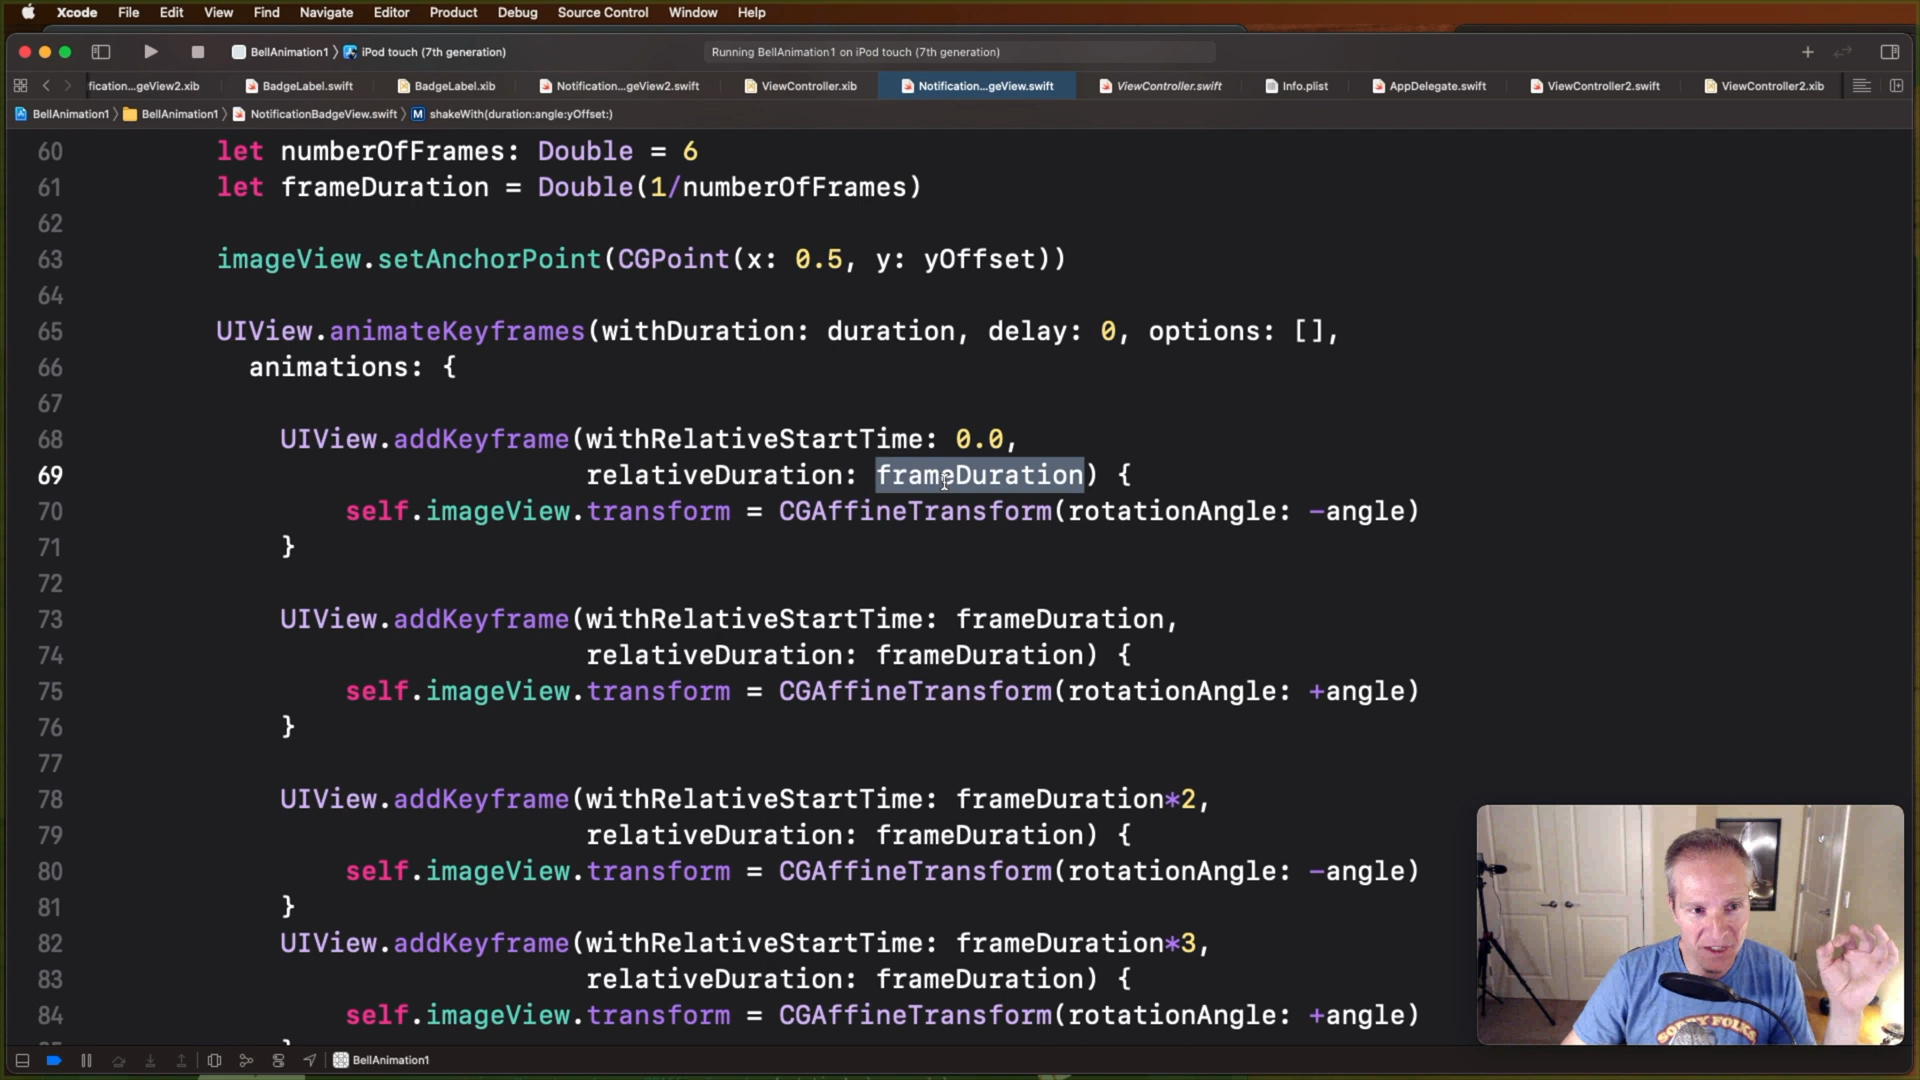 Xcode File Edit View Find Navigate Editor Product Debug Source Control Window Help
BellAnimation1 iPod touch (7th generation)
Running BellAnimation1 on iPod touch (7th generation)
fication...geView2.xib BadgeLabel.swift BadgeLabel.xib Notification...geView2.swift ViewController.xib Notification...geView.swift ViewController.swift Info.plist AppDelegate.swift ViewController2.swift ViewController2.xib
BellAnimation1 BellAnimation1 NotificationBadgeView.swift M shakeWith(duration:angle:yOffset:)
60 let numberOfFrames: Double = 6
61 let frameDuration = Double(1/numberOfFrames)
62
63 imageView.setAnchorPoint(CGPoint(x: 0.5, y: yOffset))
64
65 UIView.animateKeyframes(withDuration: duration, delay: 0, options: [],
66 animations: {
67
68 UIView.addKeyframe(withRelativeStartTime: 0.0,
69 relativeDuration: frameDuration) {
70 self.imageView.transform = CGAffineTransform(rotationAngle: -angle)
71 }
72
73 UIView.addKeyframe(withRelativeStartTime: frameDuration,
74 relativeDuration: frameDuration) {
75 self.imageView.transform = CGAffineTransform(rotationAngle: +angle)
76 }
77
78 UIView.addKeyframe(withRelativeStartTime: frameDuration*2,
79 relativeDuration: frameDuration) {
80 self.imageView.transform = CGAffineTransform(rotationAngle: -angle)
81 }
82 UIView.addKeyframe(withRelativeStartTime: frameDuration*3,
83 relativeDuration: frameDuration) {
84 self.imageView.transform = CGAffineTransform(rotationAngle: +angle)
BellAnimation1